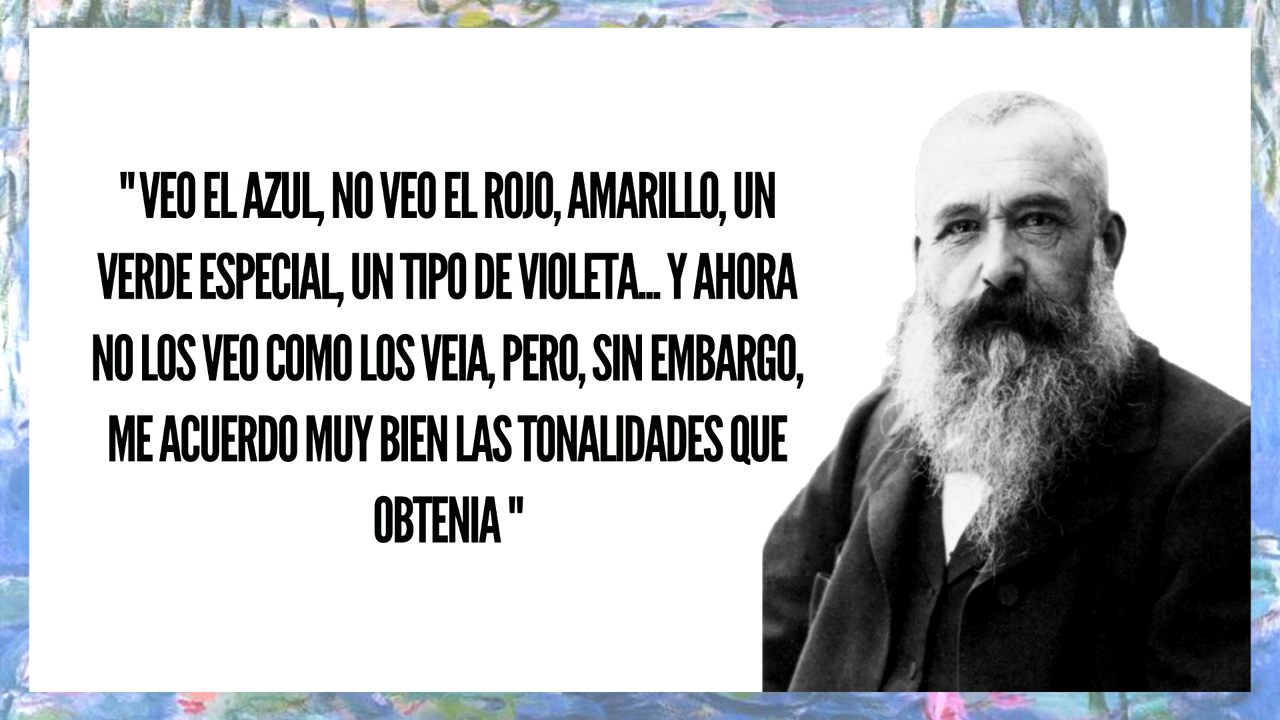 " VEO EL AZUL, NO VEO EL ROJO, AMARILLO, UN
VERDE ESPECIAL, UN TIPO DE VIOLETA... Y AHORA
NO LOS VEO COMO LOS VEIA, PERO, SIN EMBARGO,
ME ACUERDO MUY BIEN LAS TONALIDADES QUE
OBTENIA "